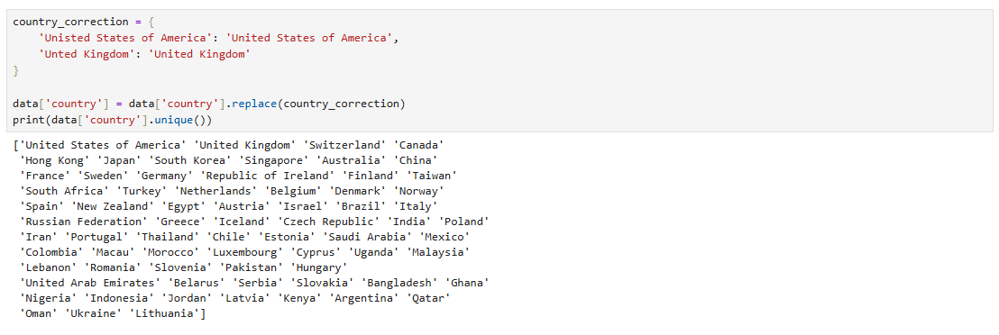 country_correction = {
    'Unisted States of America': 'United States of America',
    'Unted Kingdom': 'United Kingdom'
}
data['country'] = data['country'].replace(country_correction)
print(data['country'].unique())
['United States of America' 'United Kingdom' 'Switzerland' 'Canada'
 'Hong Kong' 'Japan' 'South Korea' 'Singapore' 'Australia' 'China'
 'France' 'Sweden' 'Germany' 'Republic of Ireland' 'Finland' 'Taiwan'
 'South Africa' 'Turkey' 'Netherlands' 'Belgium' 'Denmark' 'Norway'
 'Spain' 'New Zealand' 'Egypt' 'Austria' 'Israel' 'Brazil' 'Italy'
 'Russian Federation' 'Greece' 'Iceland' 'Czech Republic' 'India' 'Poland'
 'Iran' 'Portugal' 'Thailand' 'Chile' 'Estonia' 'Saudi Arabia' 'Mexico'
 'Colombia' 'Macau' 'Morocco' 'Luxembourg' 'Cyprus' 'Uganda' 'Malaysia'
 'Lebanon' 'Romania' 'Slovenia' 'Pakistan' 'Hungary'
 'United Arab Emirates' 'Belarus' 'Serbia' 'Slovakia' 'Bangladesh' 'Ghana'
 'Nigeria' 'Indonesia' 'Jordan' 'Latvia' 'Kenya' 'Argentina' 'Qatar'
 'Oman' 'Ukraine' 'Lithuania']